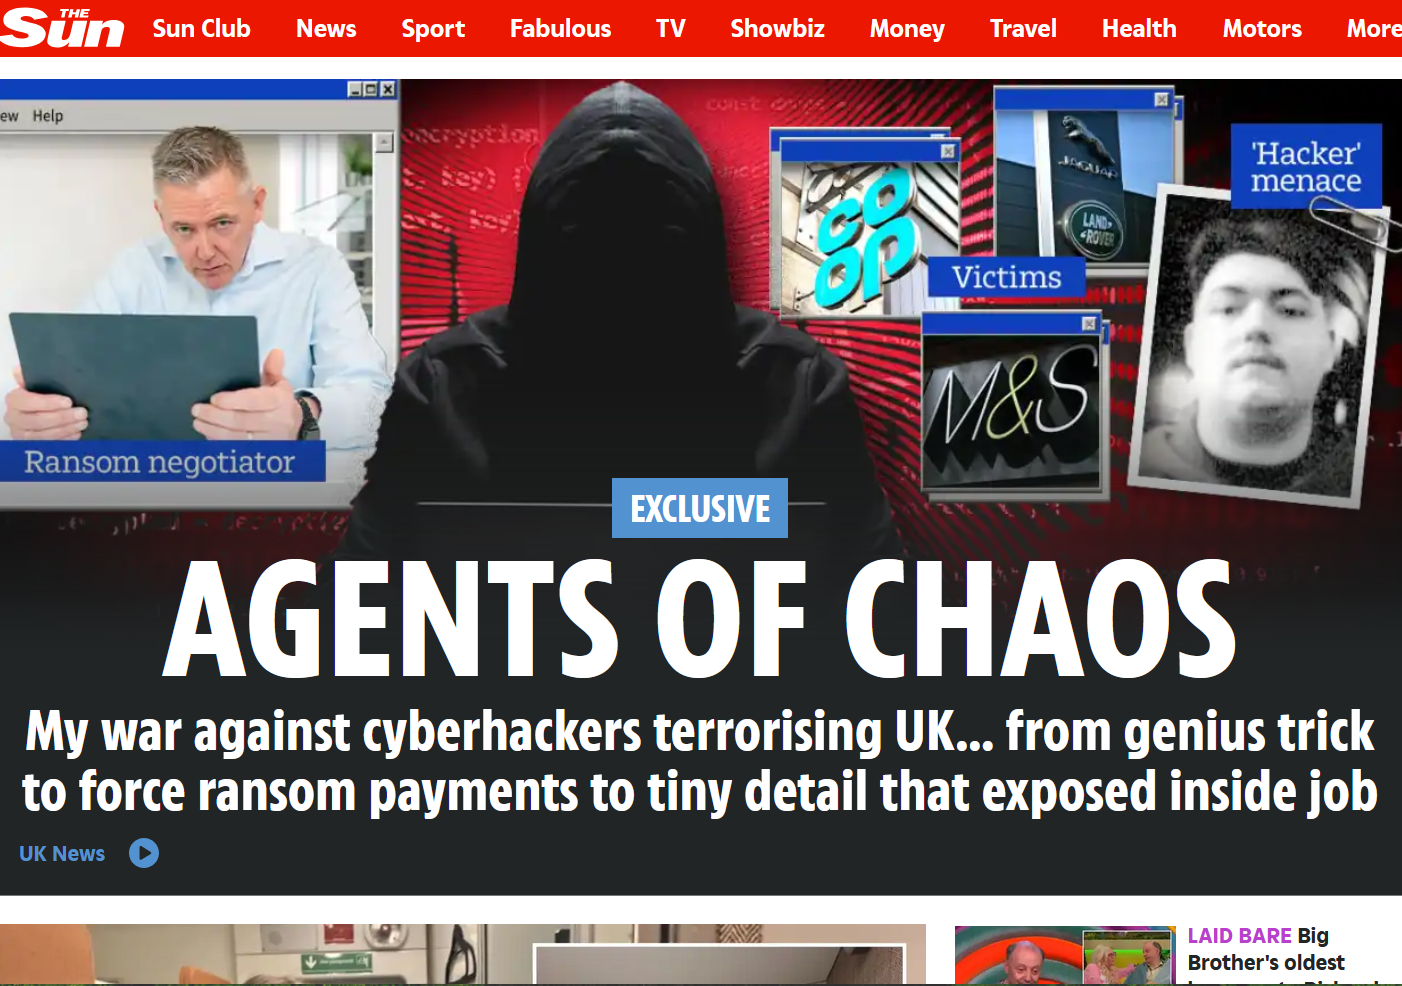 THE Sun
Sun Club News Sport Fabulous TV Showbiz Money Travel Health Motors More
ew Help
Ransom negotiator
encryption
CO
OP
JAGUAR
LAND-
ROVER
Victims
M&S
'Hacker'
menace
EXCLUSIVE
AGENTS OF CHAOS
My war against cyberhackers terrorising UK... from genius trick
to force ransom payments to tiny detail that exposed inside job
UK News
LAID BARE Big
Brother's oldest